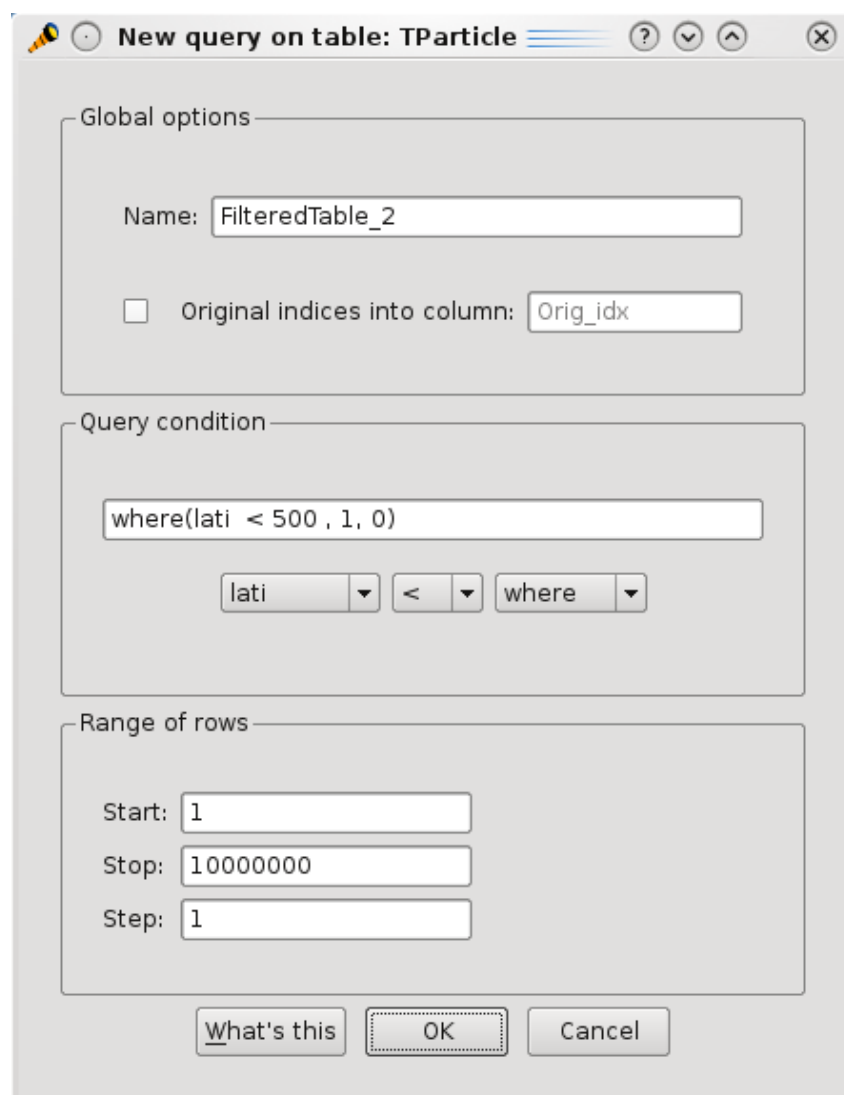 New query on table: TParticle
Global options
Name: FilteredTable_2
Original indices into column: Orig_idx
Query condition
where(lati  < 500 , 1, 0)
lati < where
Range of rows
Start: 1
Stop: 10000000
Step: 1
What's this OK Cancel